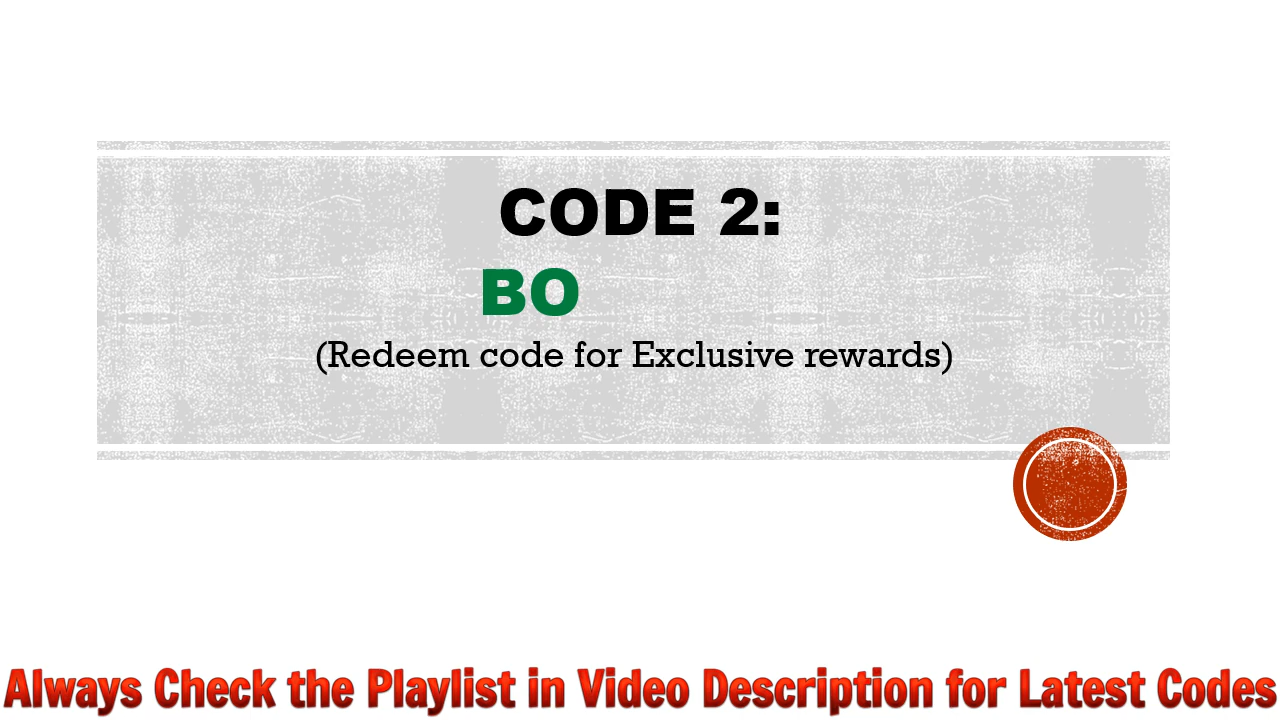 CODE 2:
BO
(Redeem code for Exclusive rewards)
Always Check the Playlist in Video Description for Latest Codes